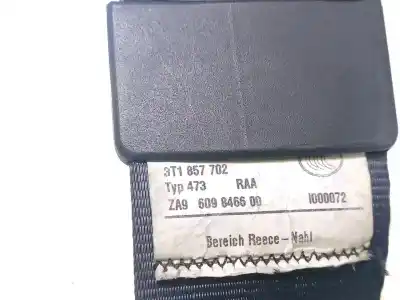 3T1 857 702
Typ 473 RAA
ZA9 609 8466 00 I000072
Bereich Reece-Naht